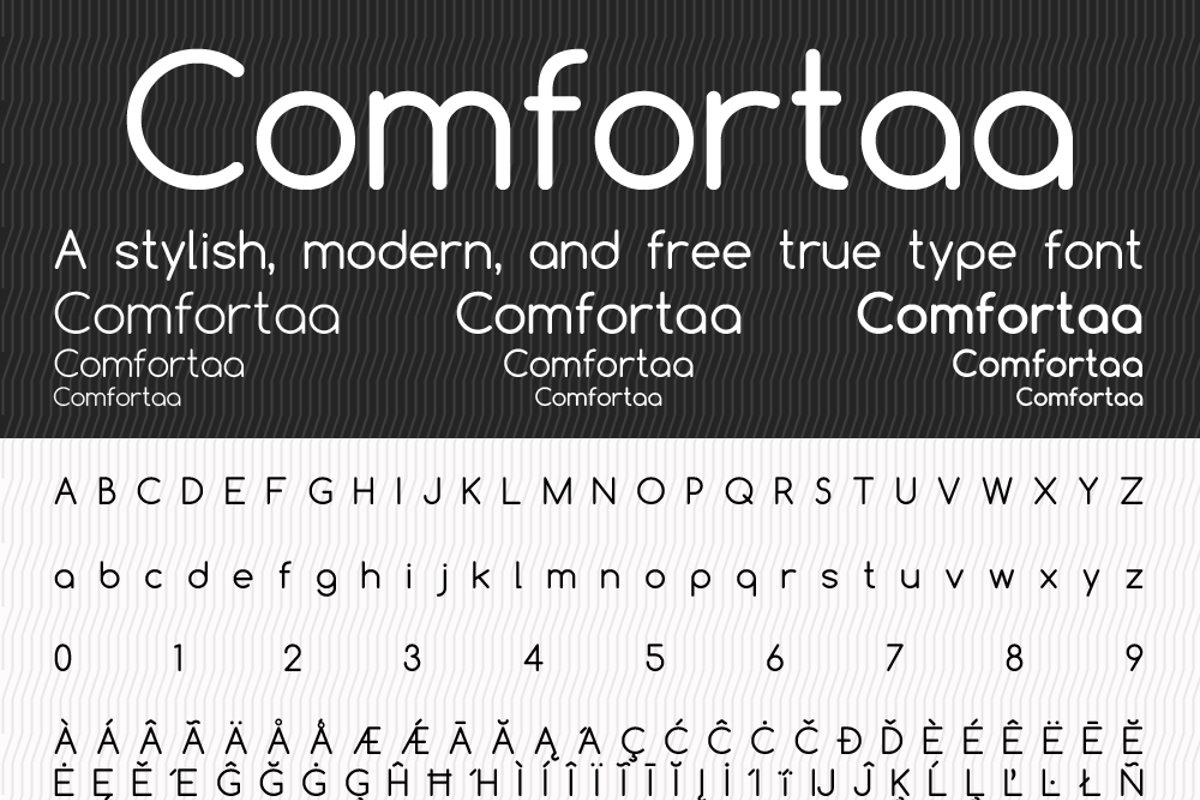 Comfortaa
A stylish, modern, and free true type font
Comfortaa Comfortaa Comfortaa
Comfortaa Comfortaa Comfortaa
Comfortaa Comfortaa Comfortaa
A B C D E F G H I J K L M N O P Q R S T U V W X Y Z
a b c d e f g h i j k l m n o p q r s t u v w x y z
0 1 2 3 4 5 6 7 8 9
À Á Â Ã Ä Å Ǻ Æ Ǽ Ā Ă Ą Ά Ç Ć Ĉ Ċ Č Đ Ď È É Ê Ë Ē Ĕ
Ė Ę Ě Έ Ĝ Ğ Ġ Ģ Ĥ Ħ Ή Ì Í Î Ï Ĩ Ī Ĭ Į İ Ί ΐ Ĳ Ĵ Ķ Ĺ Ļ Ľ Ŀ Ł Ñ